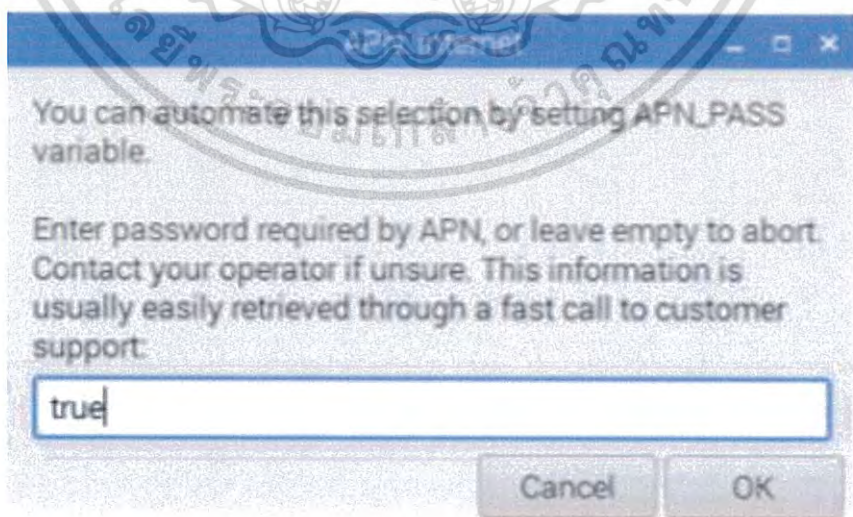 APN: internet
You can automate this selection by setting APN_PASS
variable.
Enter password required by APN, or leave empty to abort.
Contact your operator if unsure. This information is
usually easily retrieved through a fast call to customer
support:
true
Cancel OK